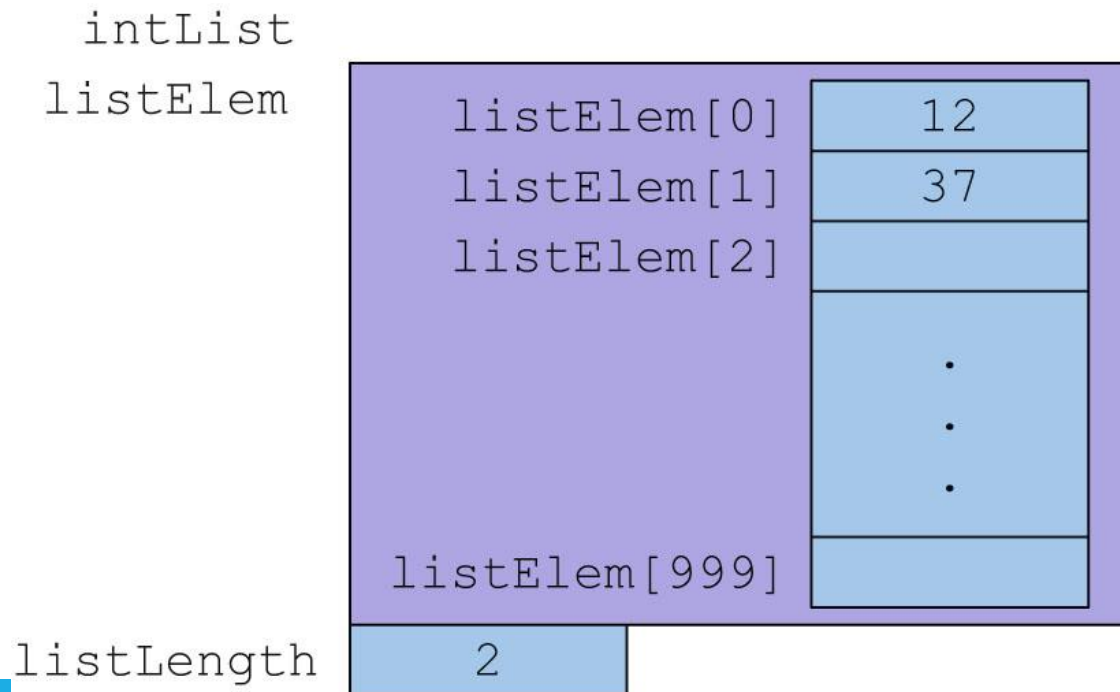 intList
listElem
listElem[0] 12
listElem[1] 37
listElem[2]
.
.
.
listElem[999]
listLength 2